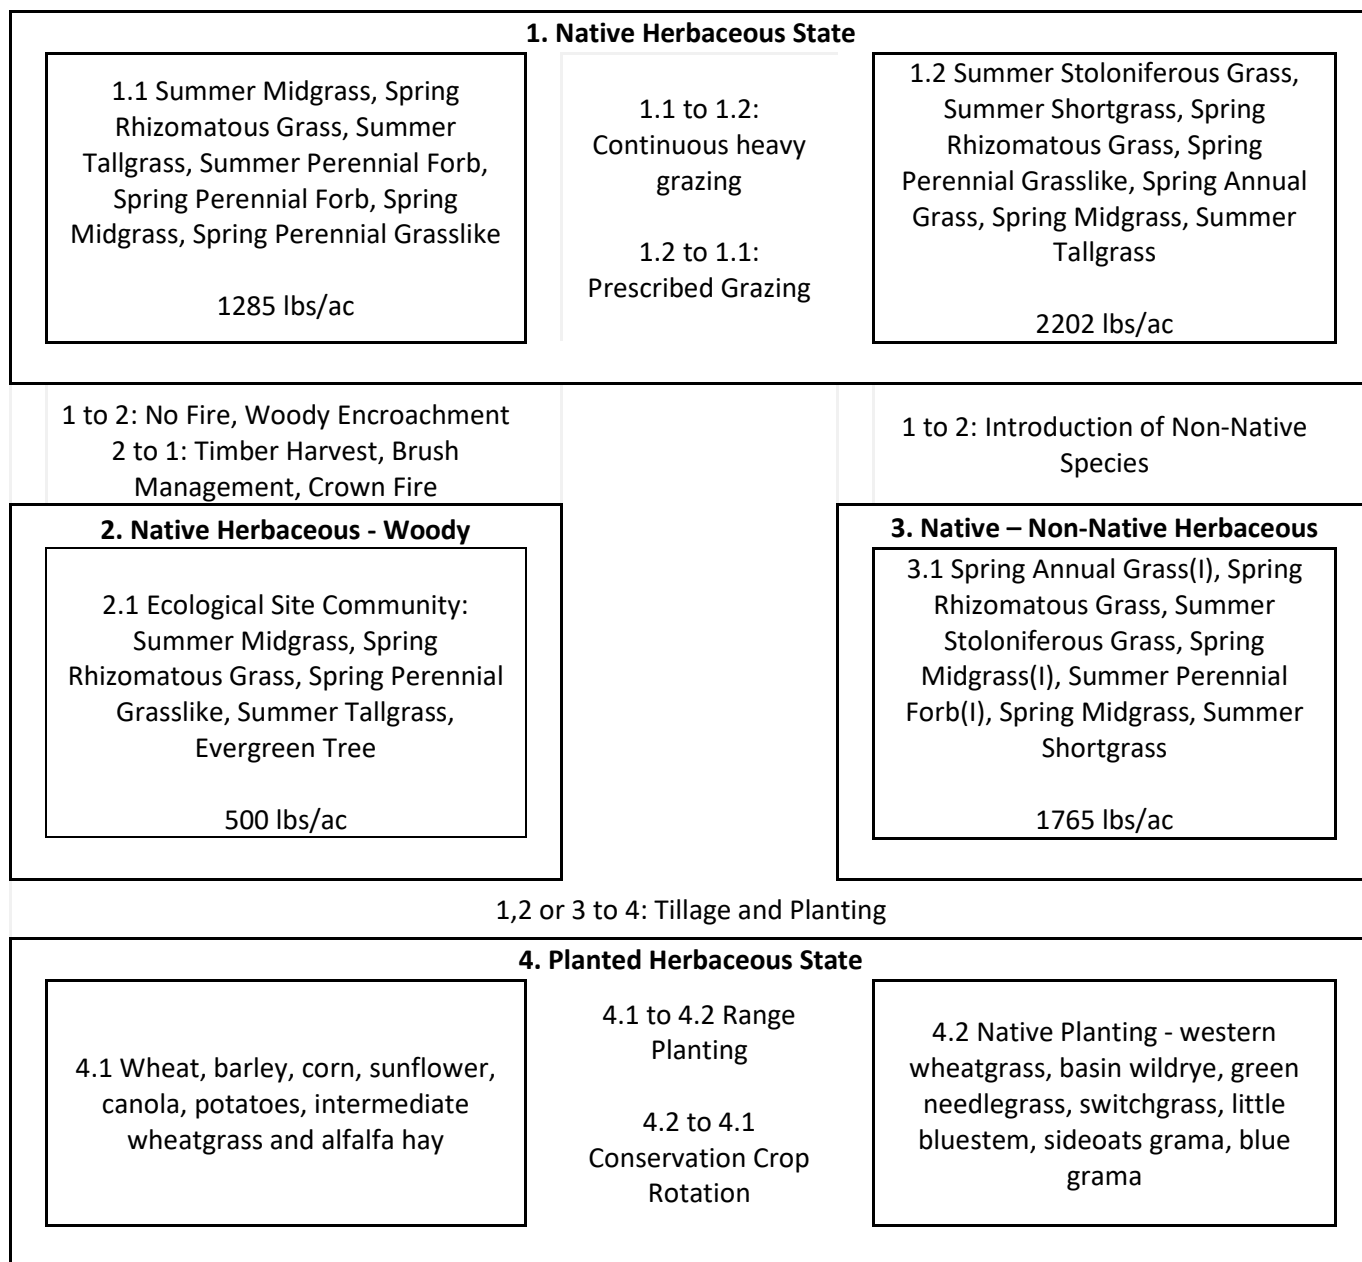 1. Native Herbaceous State
1.1 Summer Midgrass, Spring
Rhizomatous Grass, Summer
Tallgrass, Summer Perennial Forb,
Spring Perennial Forb, Spring
Midgrass, Spring Perennial Grasslike
1285 lbs/ac
1.1 to 1.2:
Continuous heavy
grazing
1.2 to 1.1:
Prescribed Grazing
1.2 Summer Stoloniferous Grass,
Summer Shortgrass, Spring
Rhizomatous Grass, Spring
Perennial Grasslike, Spring Annual
Grass, Spring Midgrass, Summer
Tallgrass
2202 lbs/ac
1 to 2: No Fire, Woody Encroachment
2 to 1: Timber Harvest, Brush
Management, Crown Fire
1 to 2: Introduction of Non-Native
Species
2. Native Herbaceous - Woody
2.1 Ecological Site Community:
Summer Midgrass, Spring
Rhizomatous Grass, Spring Perennial
Grasslike, Summer Tallgrass,
Evergreen Tree
500 lbs/ac
3. Native – Non-Native Herbaceous
3.1 Spring Annual Grass(I), Spring
Rhizomatous Grass, Summer
Stoloniferous Grass, Spring
Midgrass(I), Summer Perennial
Forb(I), Spring Midgrass, Summer
Shortgrass
1765 lbs/ac
1,2 or 3 to 4: Tillage and Planting
4. Planted Herbaceous State
4.1 Wheat, barley, corn, sunflower,
canola, potatoes, intermediate
wheatgrass and alfalfa hay
4.1 to 4.2 Range
Planting
4.2 to 4.1
Conservation Crop
Rotation
4.2 Native Planting - western
wheatgrass, basin wildrye, green
needlegrass, switchgrass, little
bluestem, sideoats grama, blue
grama